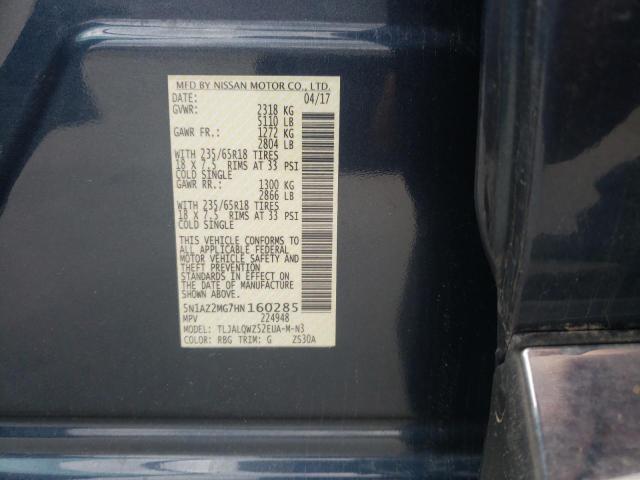 MFD BY NISSAN MOTOR CO., LTD.
DATE: 04/17
GVWR: 2318 KG
5110 LB
GAWR FR.: 1272 KG
2804 LB
WITH 235/65R18 TIRES
18 X 7.5 RIMS AT 33 PSI
COLD SINGLE
GAWR RR.: 1300 KG
2866 LB
WITH 235/65R18 TIRES
18 X 7.5 RIMS AT 33 PSI
COLD SINGLE
THIS VEHICLE CONFORMS TO
ALL APPLICABLE FEDERAL
MOTOR VEHICLE SAFETY AND
THEFT PREVENTION
STANDARDS IN EFFECT ON
THE DATE OF MANUFACTURE
SHOWN ABOVE.
5N1AZ2MG7HN160285
MPV 224948
MODEL: TLJALQWZ52EUA-M-N3
COLOR: RBG TRIM: G ZS30A